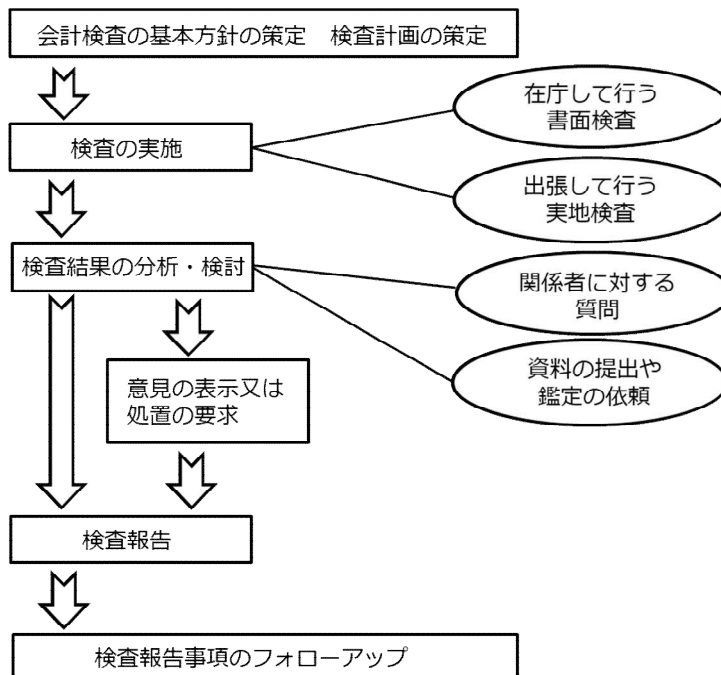 会計検査の基本方針の策定　検査計画の策定
在庁して行う
書面検査
検査の実施
出張して行う
実地検査
検査結果の分析・検討
関係者に対する
質問
意見の表示又は
処置の要求
資料の提出や
鑑定の依頼
検査報告
検査報告事項のフォローアップ